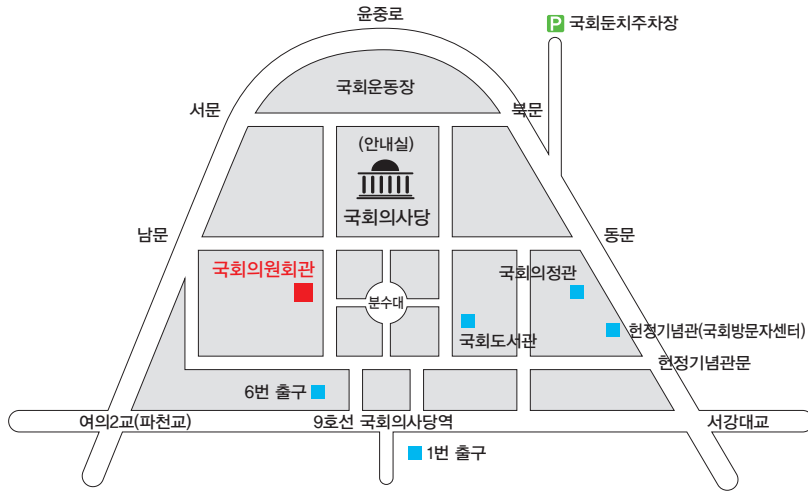 윤중로
P 국회둔치주차장
국회운동장
서문
북문
(안내실)
국회의사당
남문
동문
국회의원회관
국회의정관
분수대
국회도서관
헌정기념관(국회방문자센터)
헌정기념관문
6번 출구
여의2교(파천교)
9호선 국회의사당역
서강대교
1번 출구